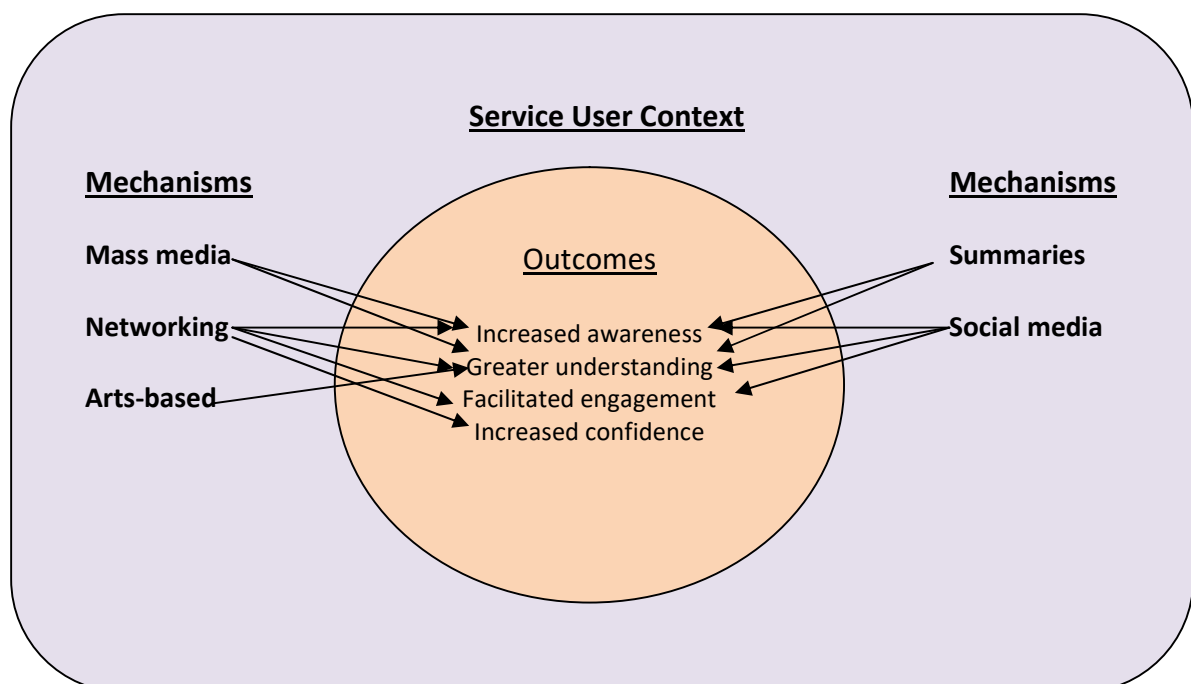 Service User Context
Mechanisms
Mass media
Networking
Arts-based
Outcomes
Increased awareness
Greater understanding
Facilitated engagement
Increased confidence
Mechanisms
Summaries
Social media